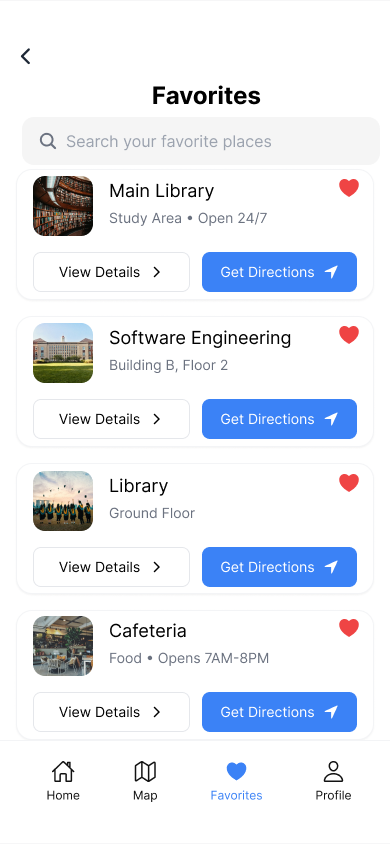 Favorites
Search your favorite places
Main Library
Study Area • Open 24/7
View Details
Get Directions
Software Engineering
Building B, Floor 2
View Details
Get Directions
Library
Ground Floor
View Details
Get Directions
Cafeteria
Food • Opens 7AM-8PM
View Details
Get Directions
Home
Map
Favorites
Profile